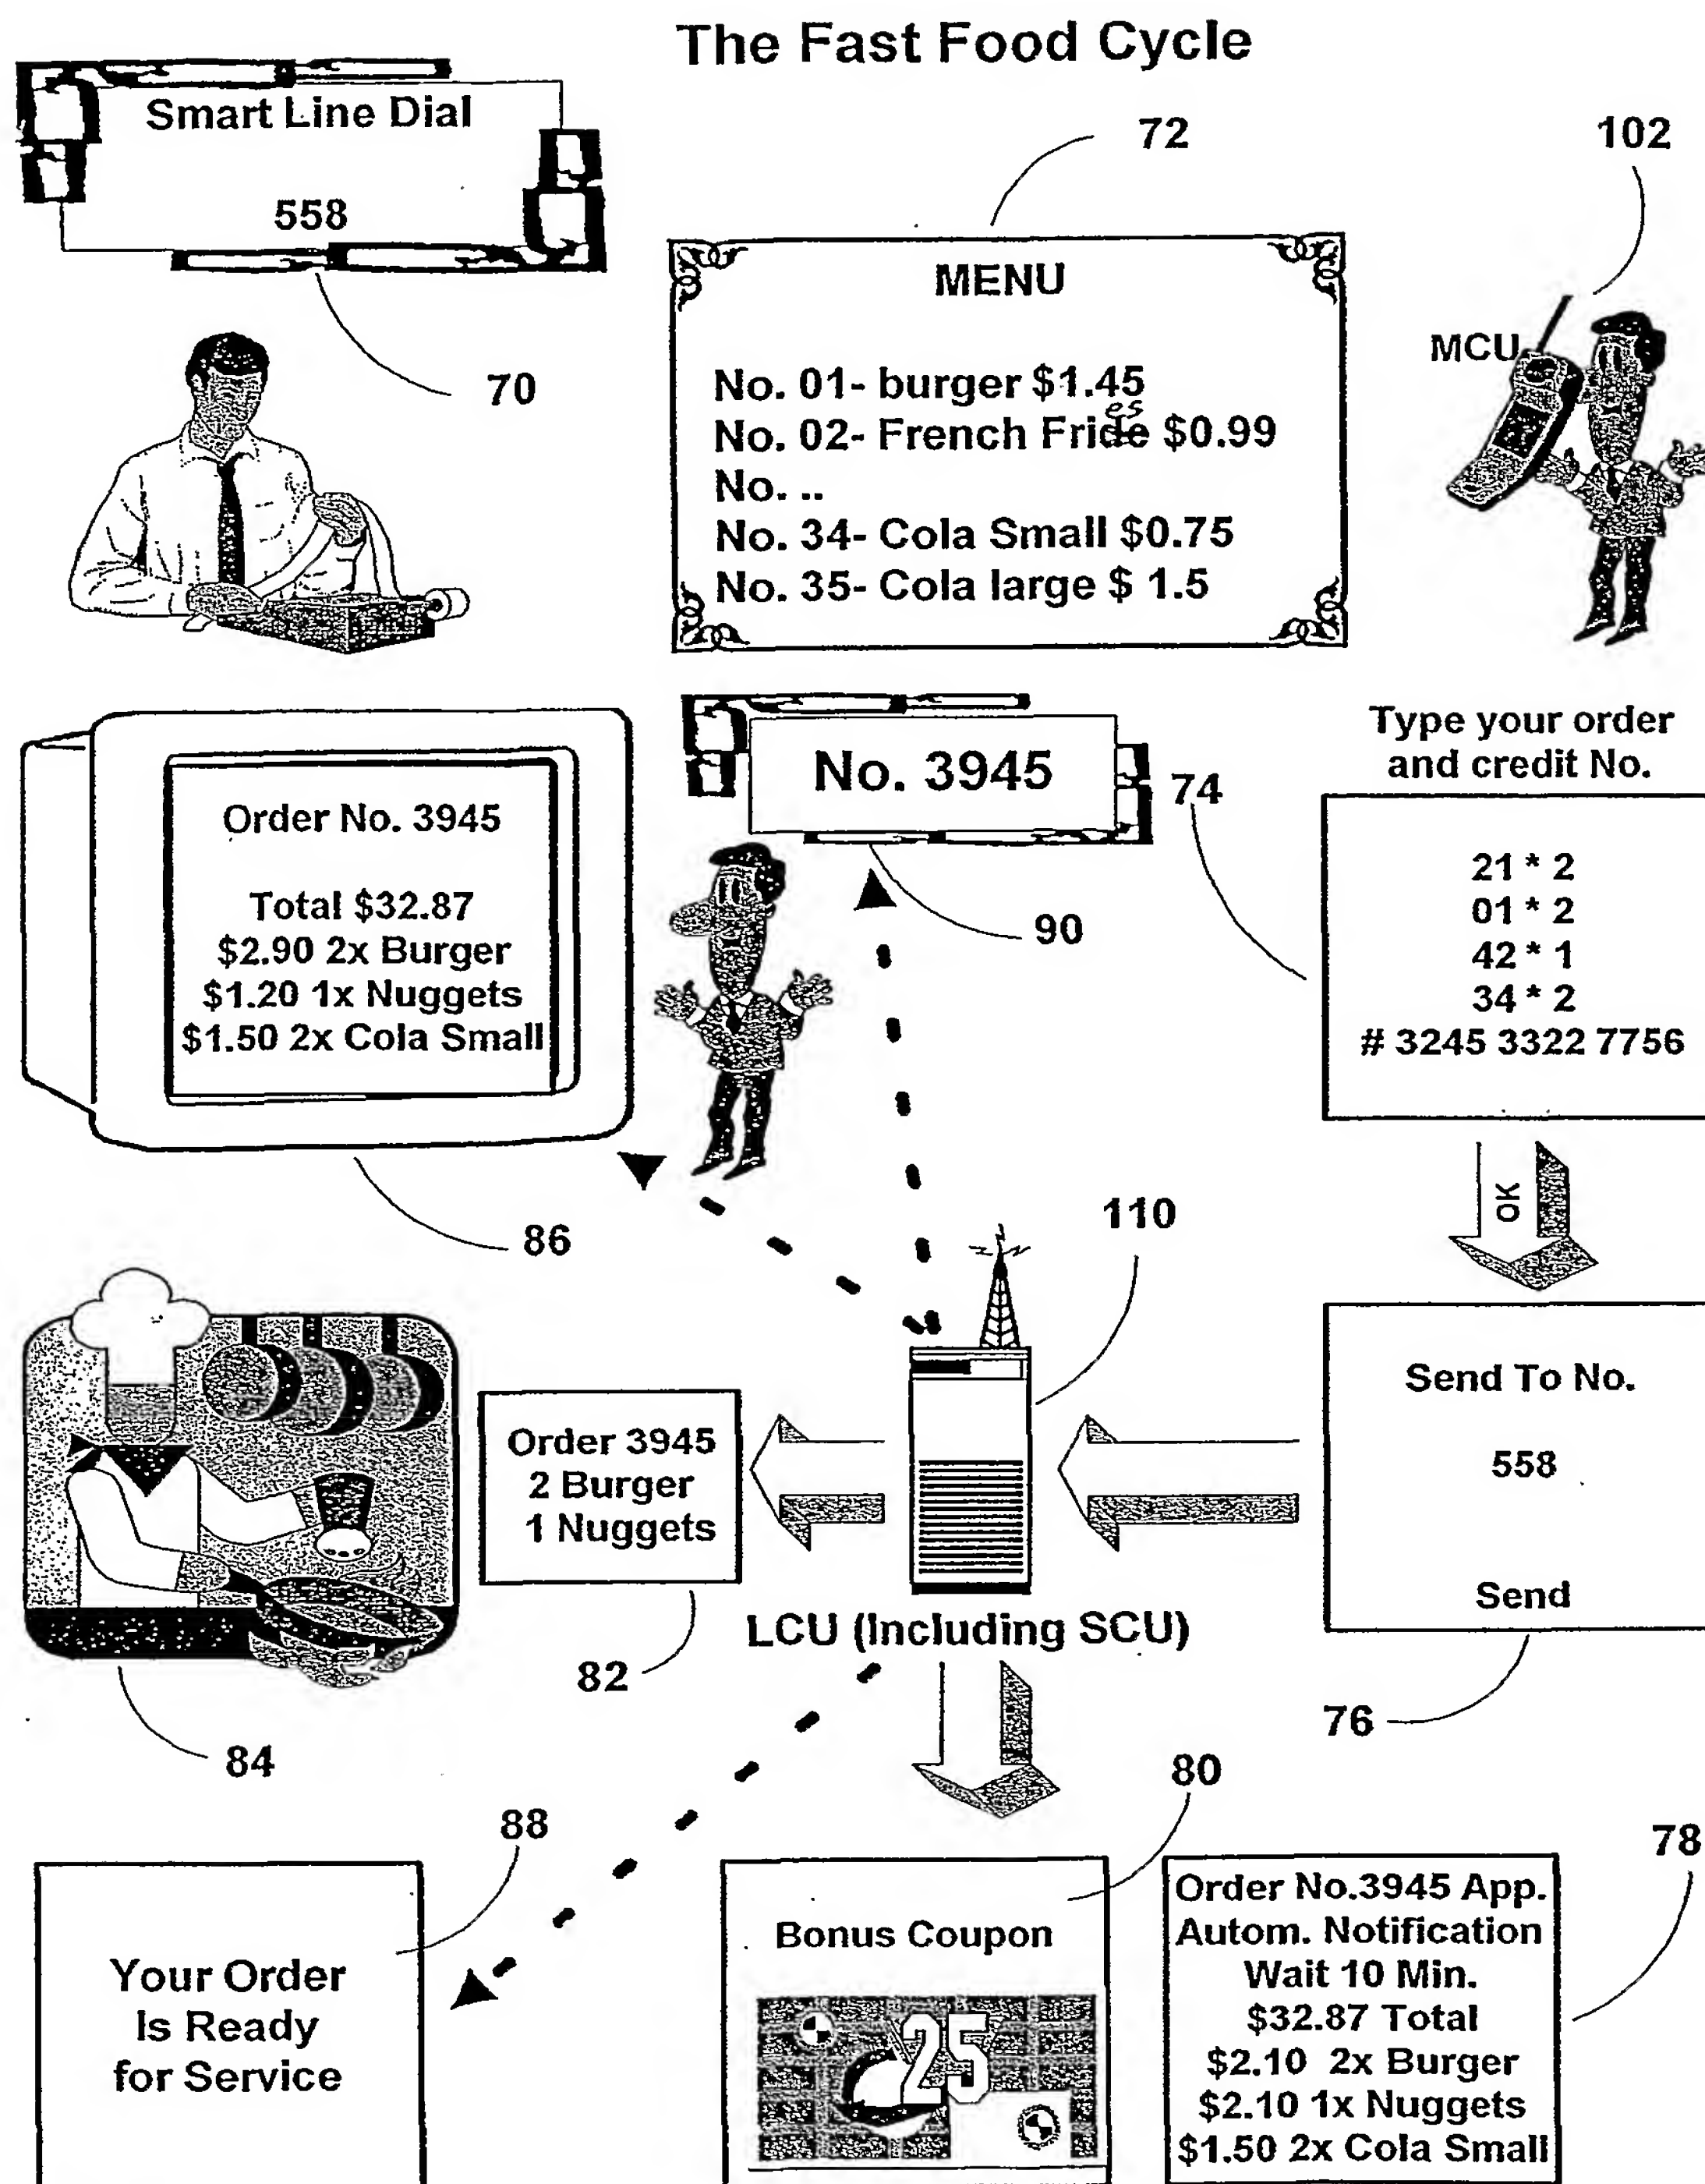 The Fast Food Cycle
Smart Line Dial
558
70
72
MENU
No. 01- burger $1.45
es
No. 02- French Fride $0.99
No. ..
No. 34- Cola Small $0.75
No. 35- Cola large $ 1.5
102
MCU
Order No. 3945
Total $32.87
$2.90 2x Burger
$1.20 1x Nuggets
$1.50 2x Cola Small
86
No. 3945
90
74
Type your order
and credit No.
21 * 2
01 * 2
42 * 1
34 * 2
# 3245 3322 7756
OK
110
Send To No.
558
Send
76
LCU (Including SCU)
Order 3945
2 Burger
1 Nuggets
82
84
88
Your Order
Is Ready
for Service
80
Bonus Coupon
25
78
Order No.3945 App.
Autom. Notification
Wait 10 Min.
$32.87 Total
$2.10 2x Burger
$2.10 1x Nuggets
$1.50 2x Cola Small